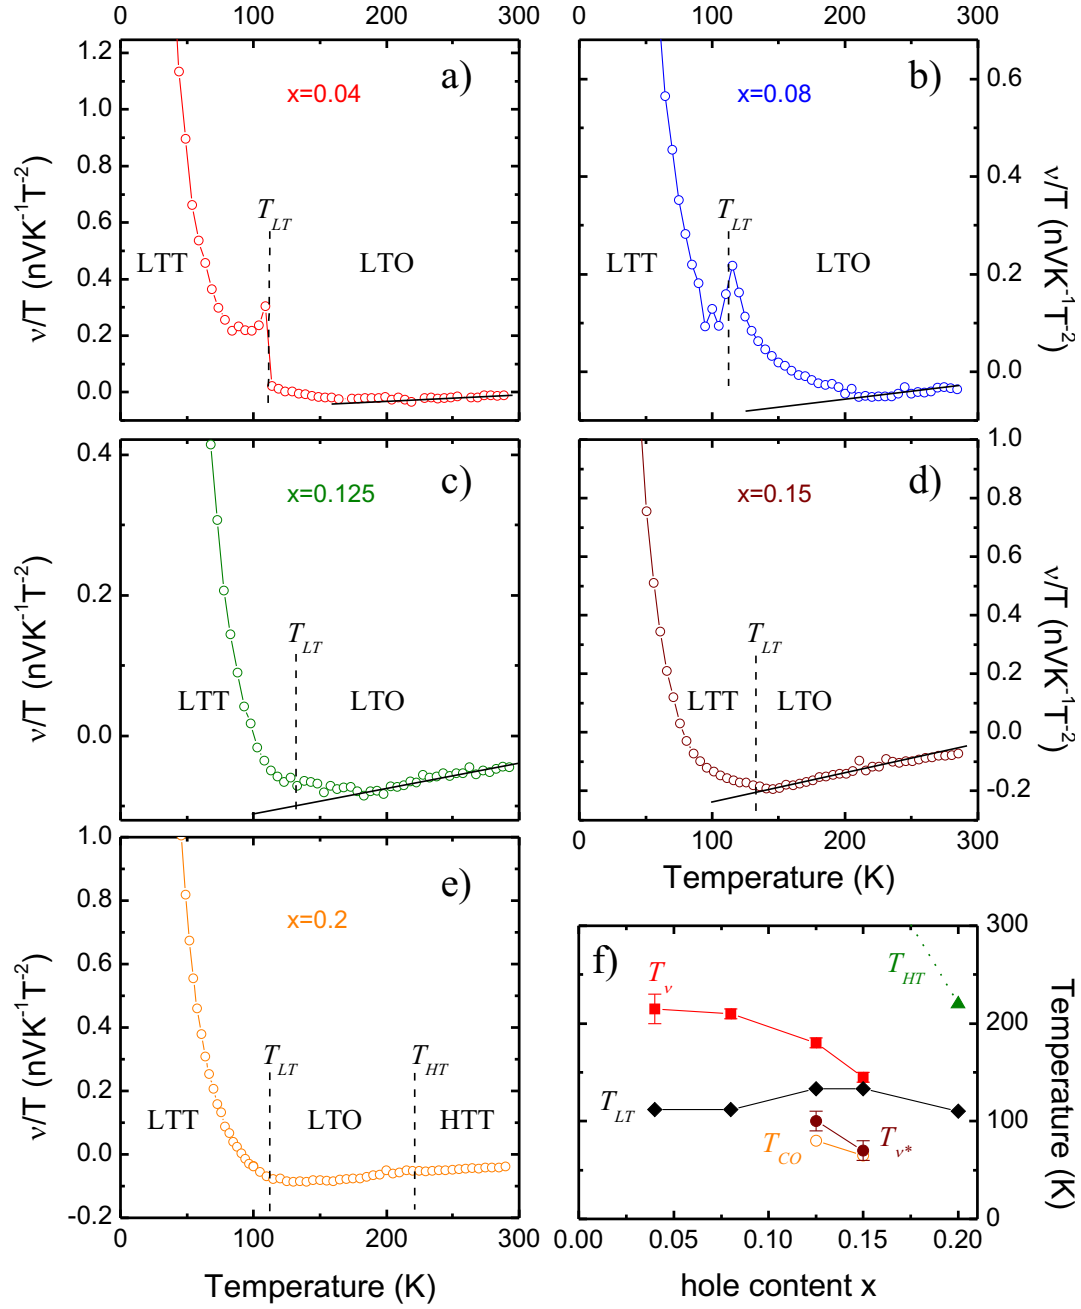 0 100 200 300
0 100 200 300
1.2
1.0
0.8
0.6
0.4
0.2
0.0
ν/T (nVK⁻¹T⁻²)
a)
x=0.04
T_LT
LTT
LTO
b)
x=0.08
T_LT
LTT
LTO
0.6
0.4
0.2
0.0
ν/T (nVK⁻¹T⁻²)
0.4
0.2
0.0
ν/T (nVK⁻¹T⁻²)
c)
x=0.125
T_LT
LTT
LTO
d)
x=0.15
T_LT
LTT
LTO
1.0
0.8
0.6
0.4
0.2
0.0
-0.2
ν/T (nVK⁻¹T⁻²)
0 100 200 300
Temperature (K)
1.0
0.8
0.6
0.4
0.2
0.0
-0.2
ν/T (nVK⁻¹T⁻²)
e)
x=0.2
T_LT
T_HT
LTT
LTO
HTT
0 100 200 300
Temperature (K)
f)
T_ν
T_HT
T_LT
T_CO
T_ν*
300
200
100
0
Temperature (K)
0.00 0.05 0.10 0.15 0.20
hole content x